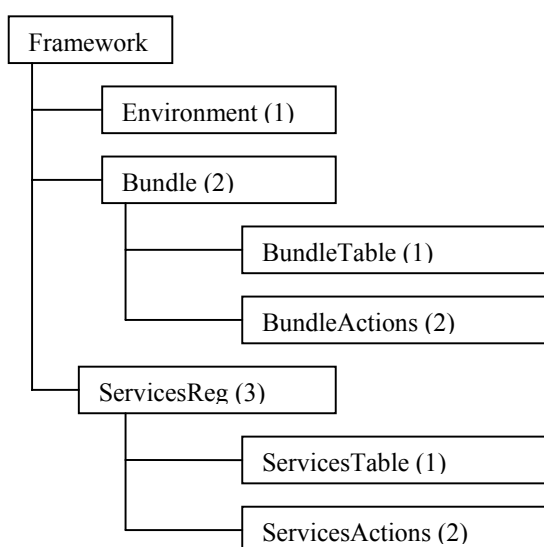 Framework
Environment (1)
Bundle (2)
BundleTable (1)
BundleActions (2)
ServicesReg (3)
ServicesTable (1)
ServicesActions (2)